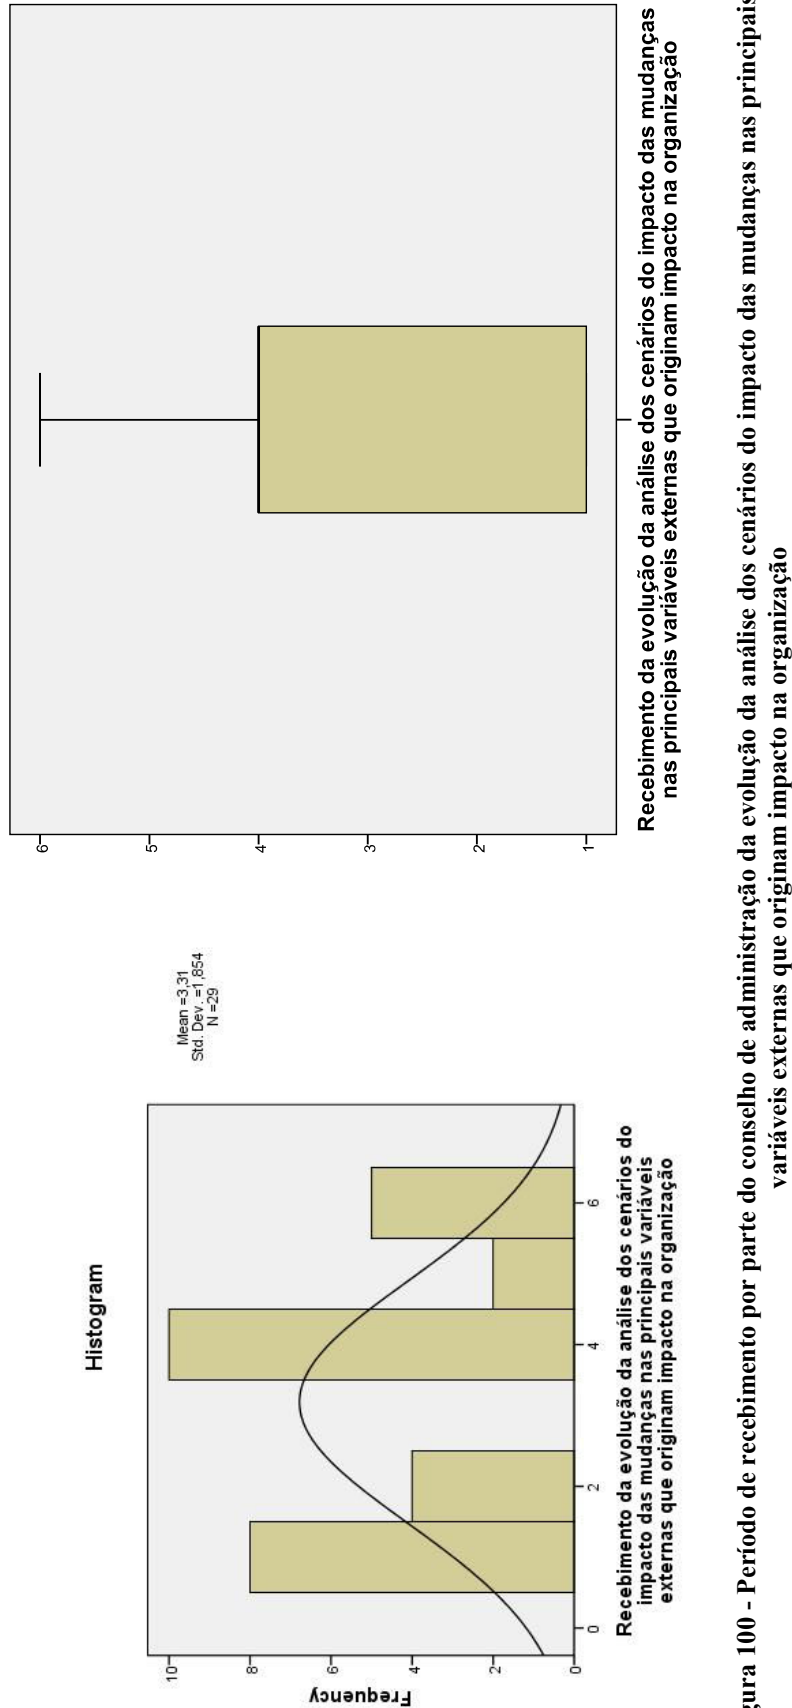 Histogram
Frequency
10
8
6
4
2
0
0
2
4
6
Recebimento da evolução da análise dos cenários do
impacto das mudanças nas principais variáveis
externas que originam impacto na organização
Mean =3,31
Std. Dev. =1,854
N =29
6
5
4
3
2
1
Recebimento da evolução da análise dos cenários do impacto das mudanças
nas principais variáveis externas que originam impacto na organização
gura 100 - Período de recebimento por parte do conselho de administração da evolução da análise dos cenários do impacto das mudanças nas principais
variáveis externas que originam impacto na organização